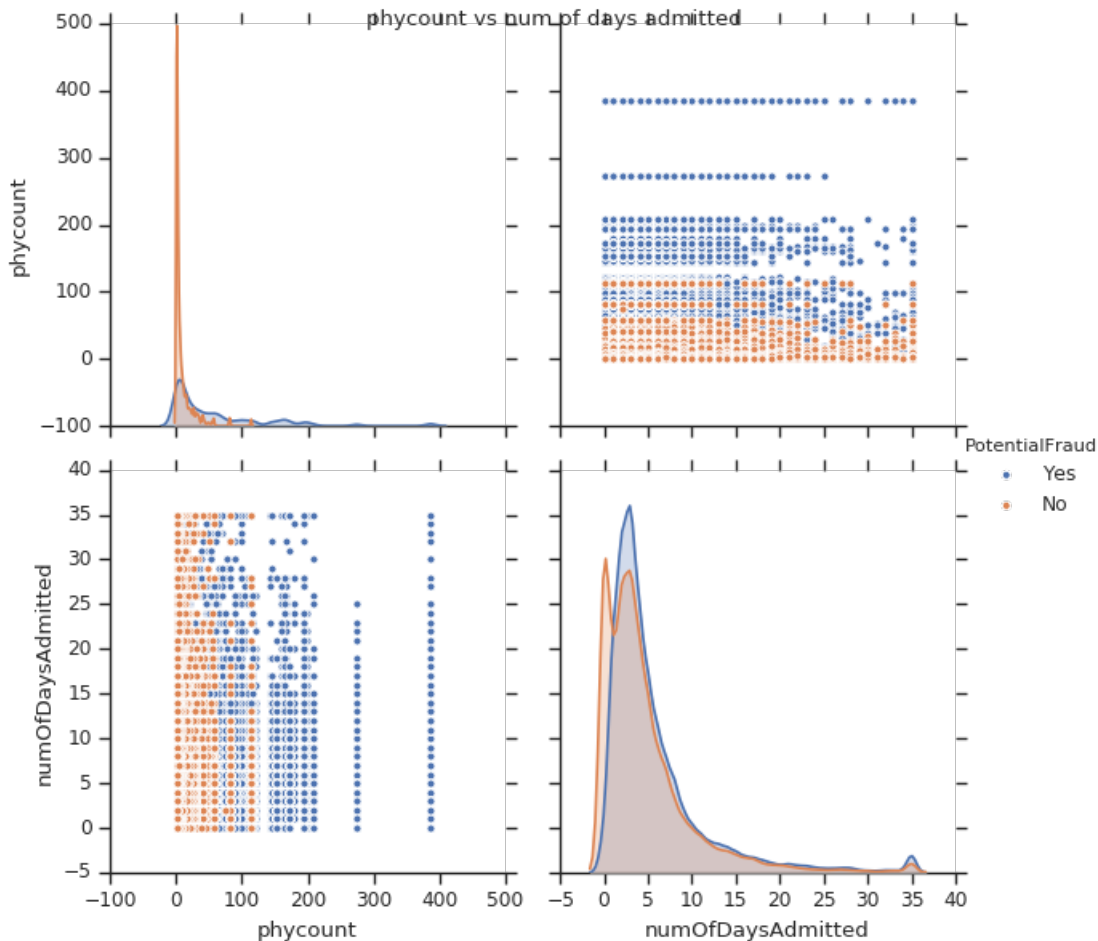 phycount vs num of days admitted
500
400
300
200
100
0
−100
phycount
40
35
30
25
20
15
10
5
0
−5
numOfDaysAdmitted
−100 0 100 200 300 400 500
phycount
−5 0 5 10 15 20 25 30 35 40
numOfDaysAdmitted
PotentialFraud
Yes
No